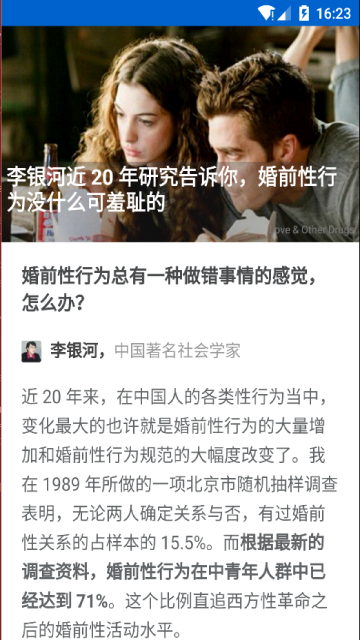 16:23
李银河近 20 年研究告诉你，婚前性行
为没什么可羞耻的
Love & Other Drugs
婚前性行为总有一种做错事情的感觉，
怎么办？
李银河，中国著名社会学家
近 20 年来，在中国人的各类性行为当中，
变化最大的也许就是婚前性行为的大量增
加和婚前性行为规范的大幅度改变了。我
在 1989 年所做的一项北京市随机抽样调查
表明，无论两人确定关系与否，有过婚前
性关系的占样本的 15.5%。而根据最新的
调查资料，婚前性行为在中青年人群中已
经达到 71%。这个比例直追西方性革命之
后的婚前性活动水平。